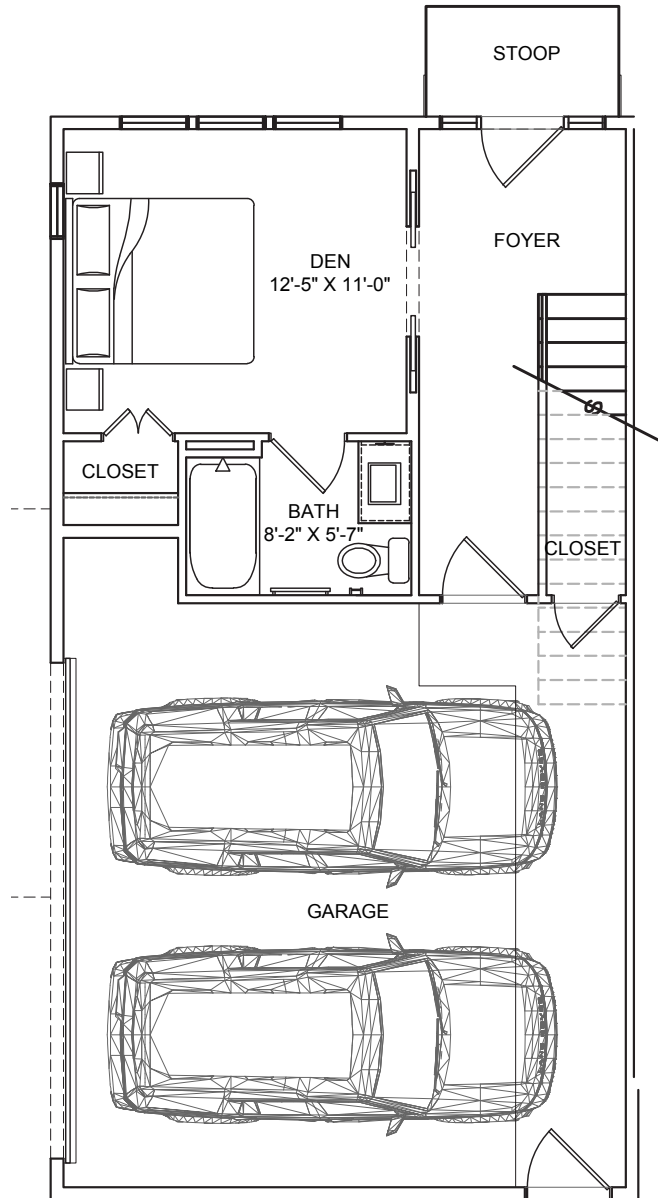 STOOP
FOYER
DEN
12'-5" X 11'-0"
CLOSET
BATH
8'-2" X 5'-7"
CLOSET
GARAGE